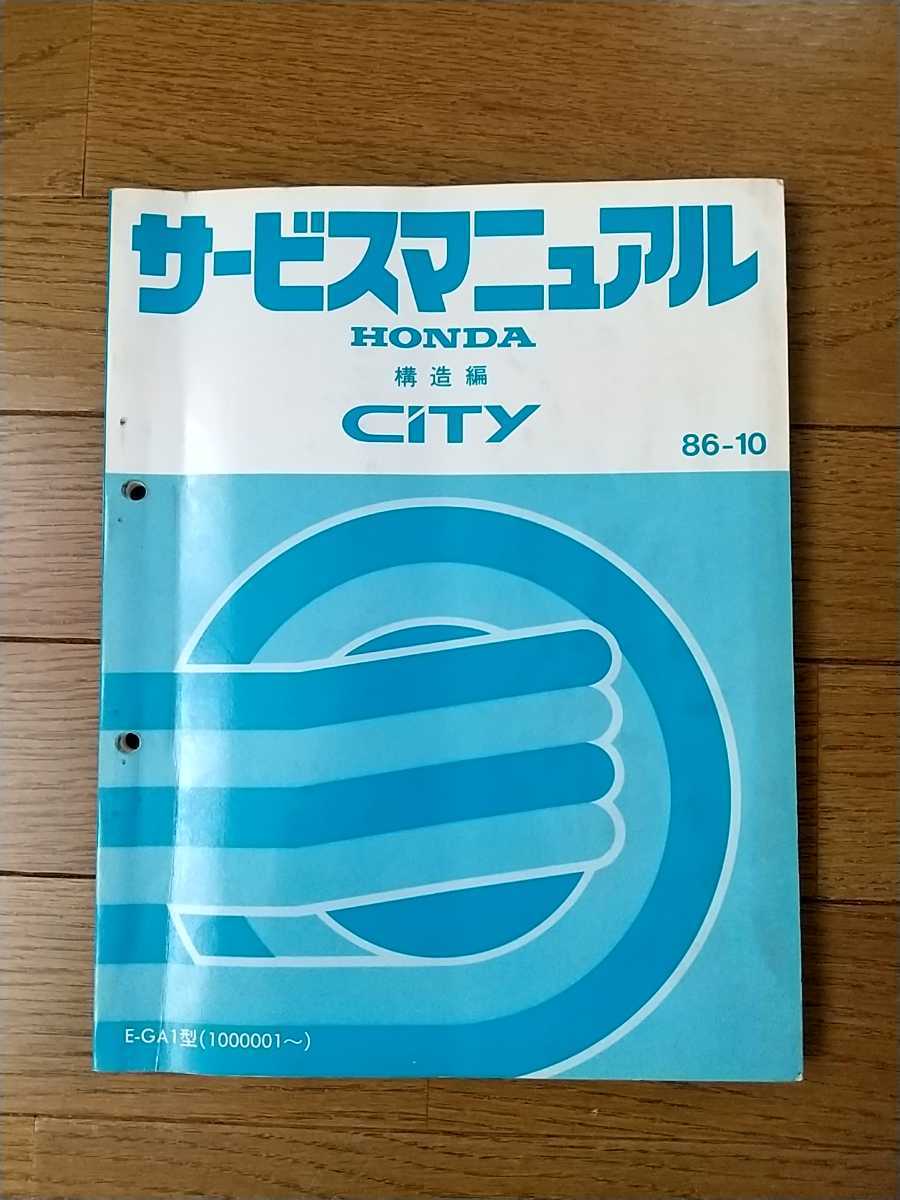 サービスマニュアル
HONDA
構造編
CiTY
86-10
E-GA1型(1000001～)